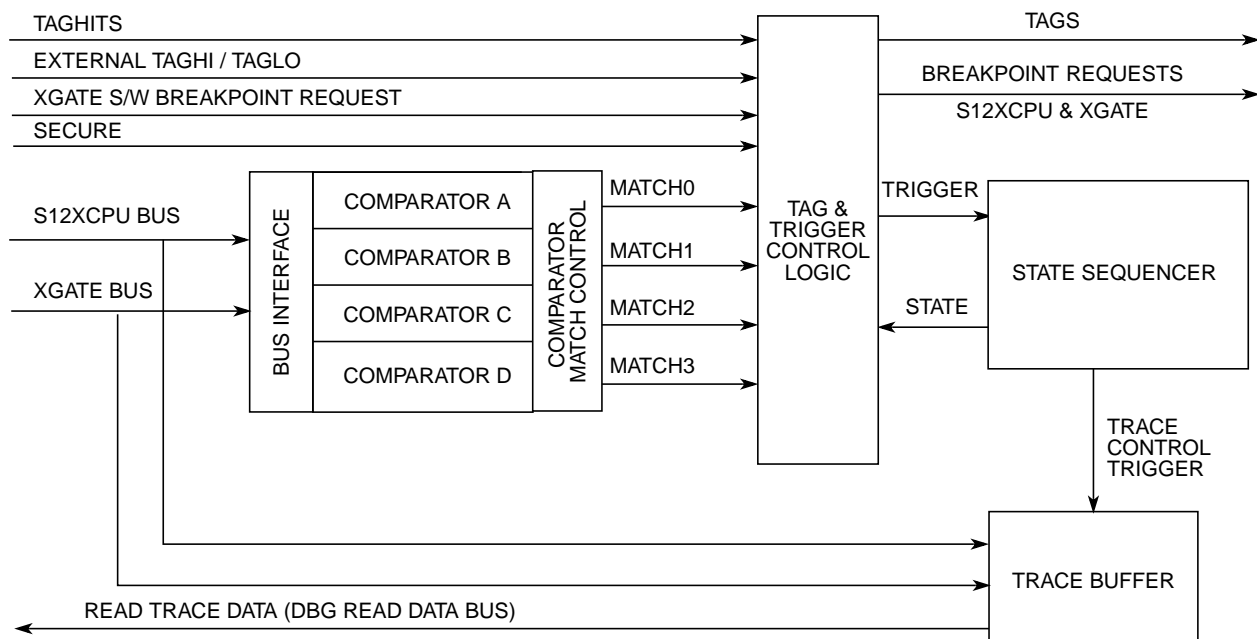 TAGHITS
EXTERNAL TAGHI / TAGLO
XGATE S/W BREAKPOINT REQUEST
SECURE
TAGS
BREAKPOINT REQUESTS
S12XCPU & XGATE
S12XCPU BUS
XGATE BUS
BUS INTERFACE
COMPARATOR A
COMPARATOR B
COMPARATOR C
COMPARATOR D
COMPARATOR
MATCH CONTROL
MATCH0
MATCH1
MATCH2
MATCH3
TAG &
TRIGGER
CONTROL
LOGIC
TRIGGER
STATE
STATE SEQUENCER
TRACE
CONTROL
TRIGGER
TRACE BUFFER
READ TRACE DATA (DBG READ DATA BUS)